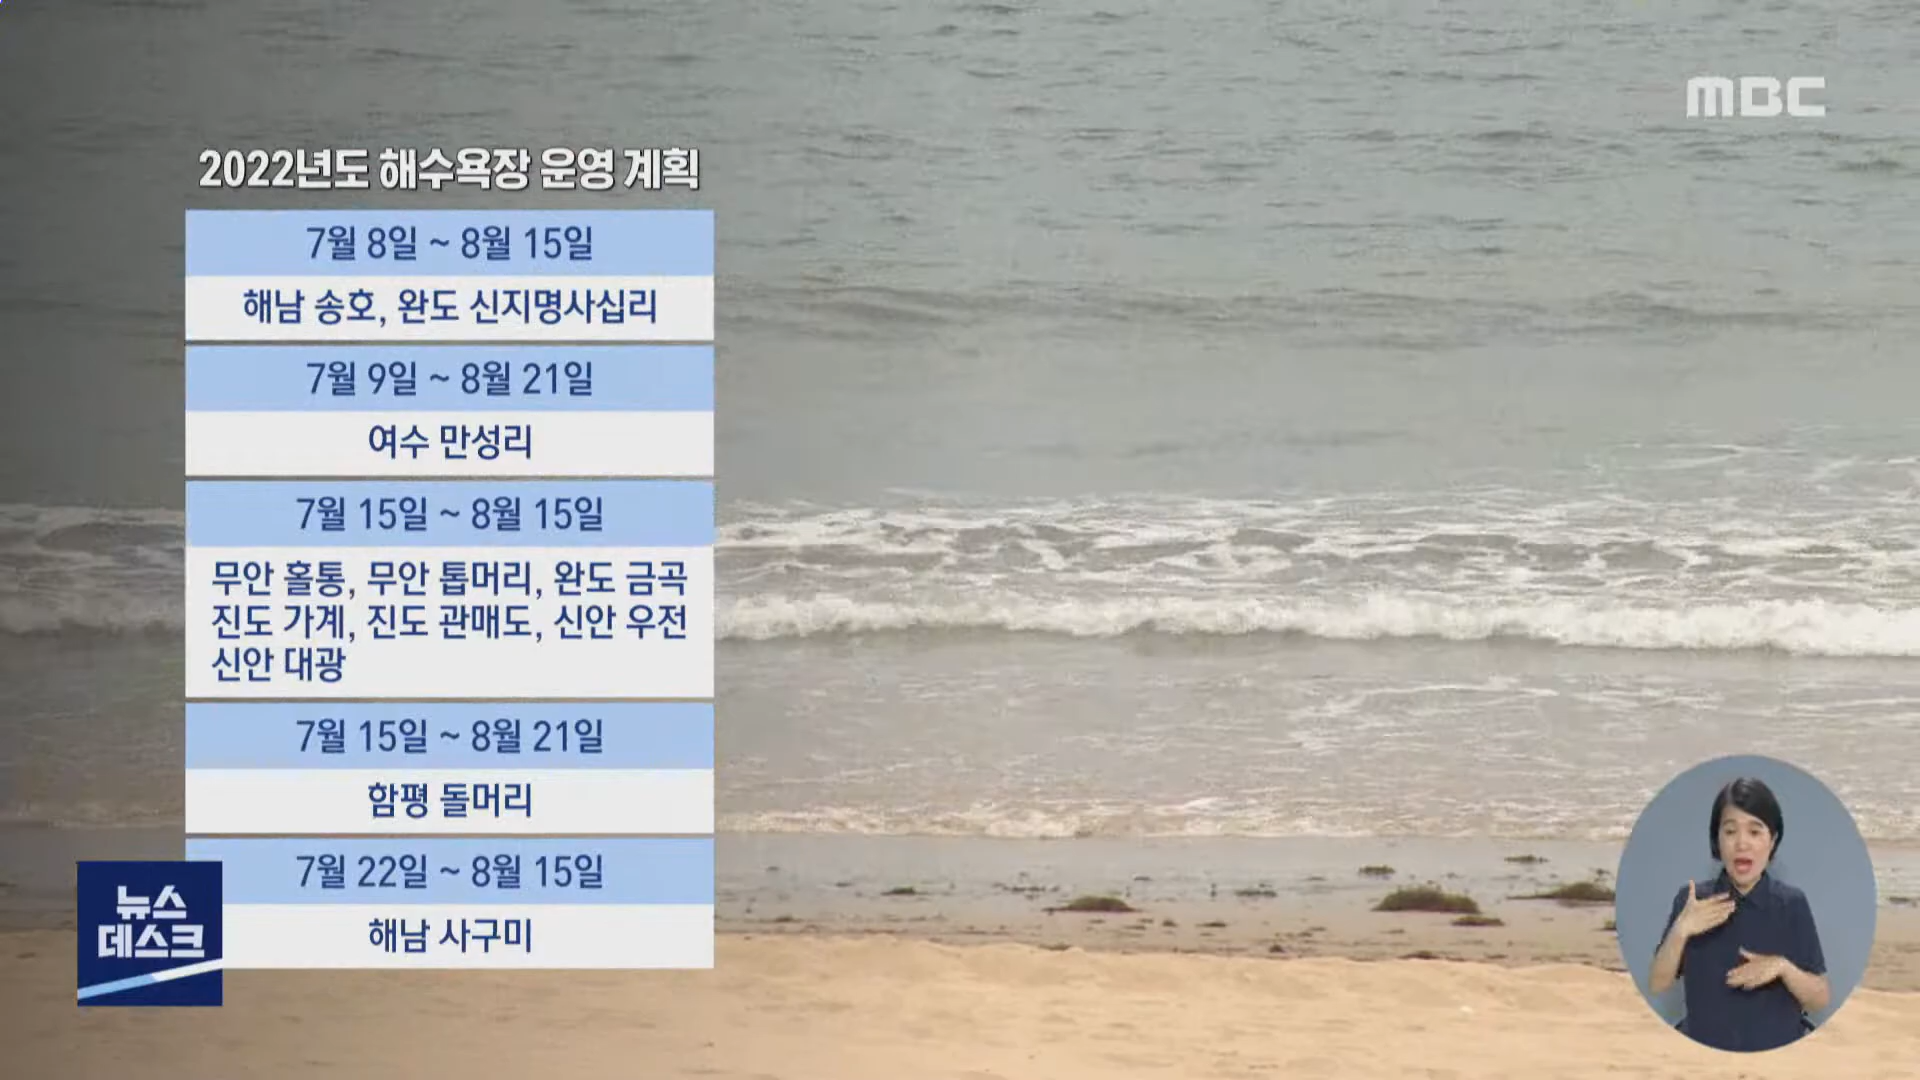 MBC
2022년도 해수욕장 운영 계획
7월 8일 ~ 8월 15일
해남 송호, 완도 신지명사십리
7월 9일 ~ 8월 21일
여수 만성리
7월 15일 ~ 8월 15일
무안 홀통, 무안 톱머리, 완도 금곡
진도 가계, 진도 관매도, 신안 우전
신안 대광
7월 15일 ~ 8월 21일
함평 돌머리
7월 22일 ~ 8월 15일
해남 사구미
뉴스
데스크